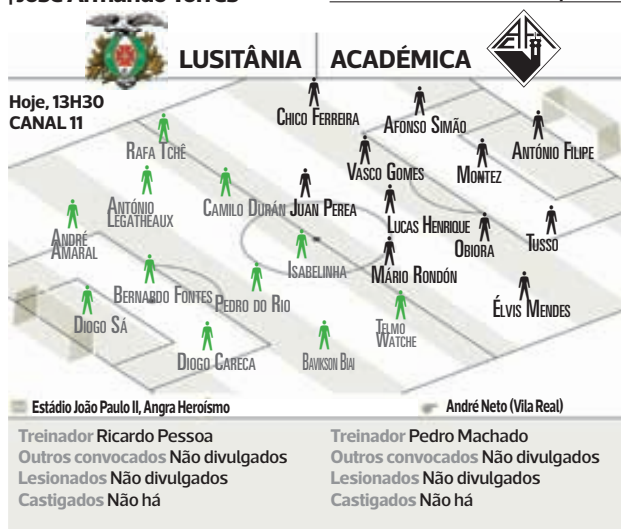 José Armando Torres
LUSITÂNIA
ACADÉMICA
Hoje, 13H30
CANAL 11
CHICO FERREIRA
AFONSO SIMÃO
ANTÓNIO FILIPE
RAFA TCHÊ
VASCO GOMES
MONTEZ
ANTÓNIO
LEGATHEAUX
CAMILO DURÁN
JUAN PEREA
LUCAS HENRIQUE
OBIORA
TUSSO
ANDRÉ
AMARAL
ISABELINHA
MÁRIO RONDÓN
BERNARDO FONTES
PEDRO DO RIO
ÉLVIS MENDES
DIOGO SÁ
TELMO
WATCHE
DIOGO CARECA
BAVIKSON BIAI
Estádio João Paulo II, Angra Heroísmo
André Neto (Vila Real)
Treinador Ricardo Pessoa
Outros convocados Não divulgados
Lesionados Não divulgados
Castigados Não há
Treinador Pedro Machado
Outros convocados Não divulgados
Lesionados Não divulgados
Castigados Não há